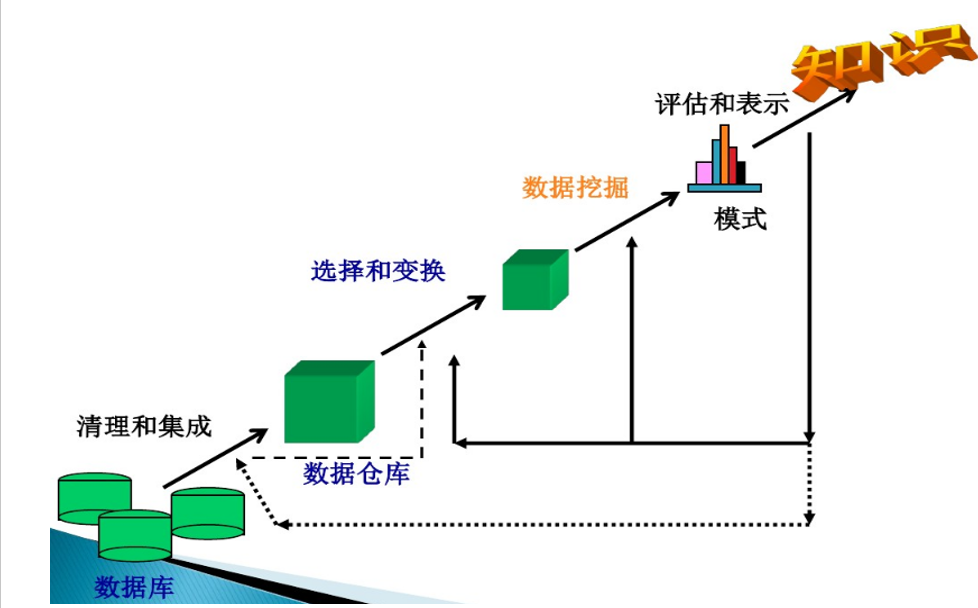 知识
评估和表示
数据挖掘
模式
选择和变换
清理和集成
数据仓库
数据库